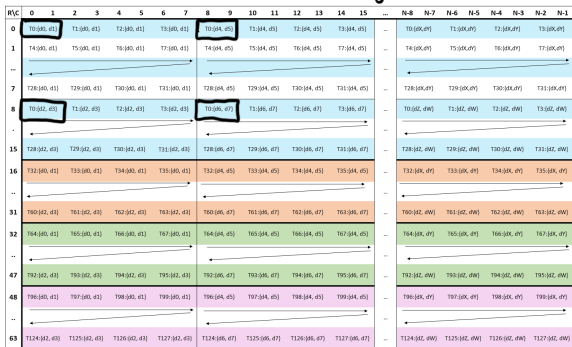 R\C 0 1 2 3 4 5 6 7 8 9 10 11 12 13 14 15 ... N-8 N-7 N-6 N-5 N-4 N-3 N-2 N-1
0 T0:{d0, d1} T1:{d0, d1} T2:{d0, d1} T3:{d0, d1} T0:{d4, d5} T1:{d4, d5} T2:{d4, d5} T3:{d4, d5} ... T0:{dX,dY} T1:{dX, dY} T2:{dX, dY} T3:{dX, dY}
1 T4:{d0, d1} T5:{d0, d1} T6:{d0, d1} T7:{d0, d1} T4:{d4, d5} T5:{d4, d5} T6:{d4, d5} T7:{d4, d5} ... T4:{dX, dY} T5:{dX, dY} T6:{dX, dY} T7:{dX, dY}
... ...
7 T28:{d0, d1} T29:{d0, d1} T30:{d0, d1} T31:{d0, d1} T28:{d4, d5} T29:{d4, d5} T30:{d4, d5} T31:{d4, d5} ... T28:{dX, dY} T29:{dX, dY} T30:{dX, dY} T31:{dX, dY}
8 T0:{d2, d3} T1:{d2, d3} T2:{d2, d3} T3:{d2, d3} T0:{d6, d7} T1:{d6, d7} T2:{d6, d7} T3:{d6, d7} ... T0:{dZ, dW} T1:{dZ, dW} T2:{dZ, dW} T3:{dZ, dW}
. ...
15 T28:{d2, d3} T29:{d2, d3} T30:{d2, d3} T31:{d2, d3} T28:{d6, d7} T29:{d6, d7} T30:{d6, d7} T31:{d6, d7} ... T28:{dZ, dW} T29:{dZ, dW} T30:{dZ, dW} T31:{dZ, dW}
16 T32:{d0, d1} T33:{d0, d1} T34:{d0, d1} T35:{d0, d1} T32:{d4, d5} T33:{d4, d5} T34:{d4, d5} T35:{d4, d5} ... T32:{dX, dY} T33:{dX, dY} T34:{dX, dY} T35:{dX, dY}
.. ...
31 T60:{d2, d3} T61:{d2, d3} T62:{d2, d3} T63:{d2, d3} T60:{d6, d7} T61:{d6, d7} T62:{d6, d7} T63:{d6, d7} ... T60:{dZ, dW} T61:{dZ, dW} T62:{dZ, dW} T63:{dZ, dW}
32 T64:{d0, d1} T65:{d0, d1} T66:{d0, d1} T67:{d0, d1} T64:{d4, d5} T65:{d4, d5} T66:{d4, d5} T67:{d4, d5} ... T64:{dX, dY} T65:{dX, dY} T66:{dX, dY} T67:{dX, dY}
.. ...
47 T92:{d2, d3} T93:{d2, d3} T94:{d2, d3} T95:{d2, d3} T92:{d6, d7} T93:{d6, d7} T94:{d6, d7} T95:{d6, d7} ... T92:{dZ, dW} T93:{dZ, dW} T94:{dZ, dW} T95:{dZ, dW}
48 T96:{d0, d1} T97:{d0, d1} T98:{d0, d1} T99:{d0, d1} T96:{d4, d5} T97:{d4, d5} T98:{d4, d5} T99:{d4, d5} ... T96:{dX, dY} T97:{dX, dY} T98:{dX, dY} T99:{dX, dY}
.. ...
63 T124:{d2, d3} T125:{d2, d3} T126:{d2, d3} T127:{d2, d3} T124:{d6, d7} T125:{d6, d7} T126:{d6, d7} T127:{d6, d7} ... T124:{dZ, dW} T125:{dZ, dW} T126:{dZ, dW} T127:{dZ, dW}